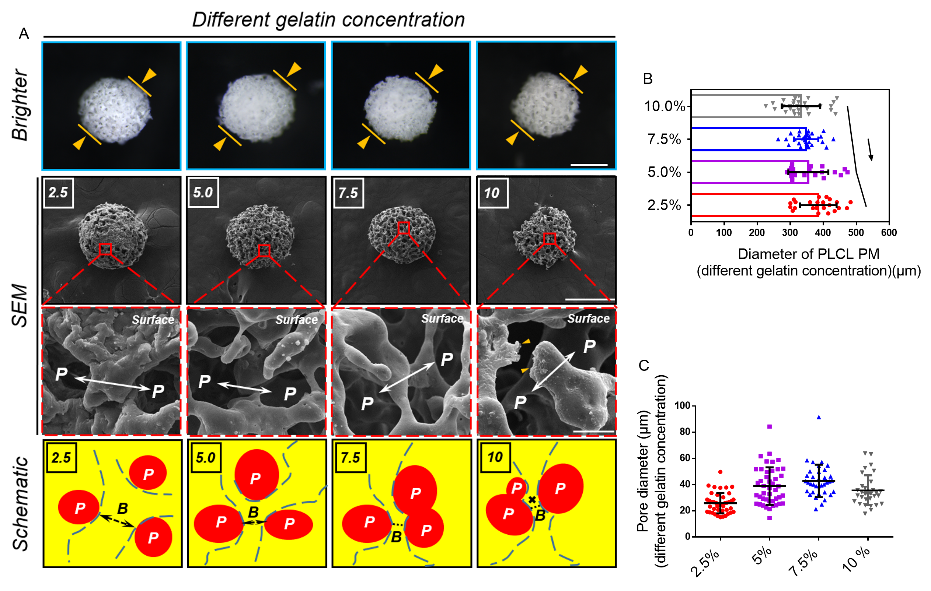 Different gelatin concentration
A
Brighter
SEM
2.5
5.0
7.5
10
Surface
Surface
Surface
Surface
P
P
P
P
P
P
P
P
Schematic
2.5
5.0
7.5
10
P
P
P
B
P
P
P
B
P
P
P
B
P
P
P
B
B
10.0%
7.5%
5.0%
2.5%
0
100
200
300
400
500
600
Diameter of PLCL PM
(different gelatin concentration)(μm)
C
Pore diameter (μm)
(different gelatin concentration)
100
80
60
40
20
0
2.5%
5%
7.5%
10 %